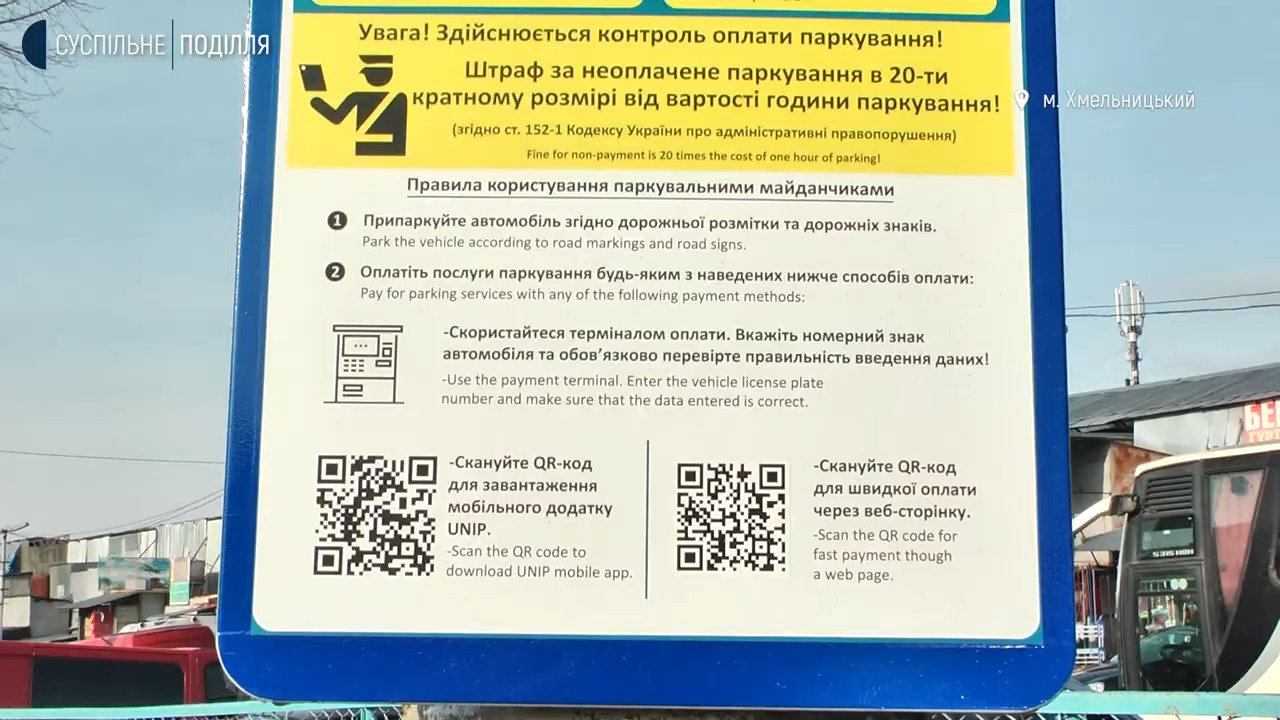 СУСПІЛЬНЕ ПОДІЛЛЯ
Увага! Здійснюється контроль оплати паркування!
Штраф за неоплачене паркування в 20-ти
кратному розмірі від вартості години паркування!
м. Хмельницький
(згідно ст. 152-1 Кодексу України про адміністративні правопорушення)
Fine for non-payment is 20 times the cost of one hour of parking!
Правила користування паркувальними майданчиками
1 Припаркуйте автомобіль згідно дорожньої розмітки та дорожніх знаків.
Park the vehicle according to road markings and road signs.
2 Оплатіть послуги паркування будь-яким з наведених нижче способів оплати:
Pay for parking services with any of the following payment methods:
-Скористайтеся терміналом оплати. Вкажіть номерний знак
автомобіля та обов’язково перевірте правильність введення даних!
-Use the payment terminal. Enter the vehicle license plate
number and make sure that the data entered is correct.
-Скануйте QR-код
для завантаження
мобільного додатку
UNIP.
-Scan the QR code to
download UNIP mobile app.
-Скануйте QR-код
для швидкої оплати
через веб-сторінку.
-Scan the QR code for
fast payment though
a web page.
S 315 HDH